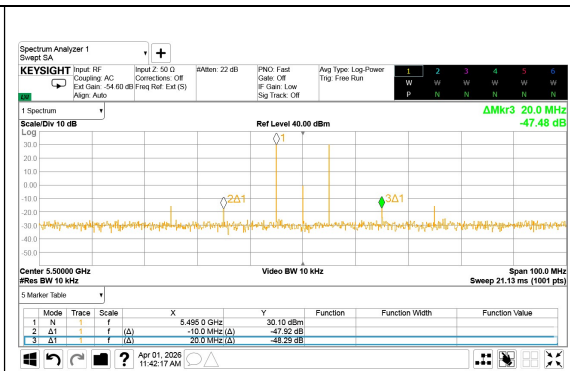 Spectrum Analyzer 1
Swept SA
KEYSIGHT Input: RF Input Z: 50 Ω #Atten: 22 dB PNO: Fast Avg Type: Log-Power 1 2 3 4 5 6
Coupling: AC Corrections: Off Gate: Off Trig: Free Run W W W W W W
Ext Gain: -54.60 dB Freq Ref: Ext (S) IF Gain: Low
Align: Auto Sig Track: Off P N N N N N
LXI
1 Spectrum ΔMkr3 20.0 MHz
Scale/Div 10 dB Ref Level 40.00 dBm -47.48 dB
Log
30.0
20.0
10.0
0.00
-10.0
-20.0
-30.0
-40.0
-50.0
1
2Δ1
3Δ1
Center 5.50000 GHz Video BW 10 kHz Span 100.0 MHz
#Res BW 10 kHz Sweep 21.13 ms (1001 pts)
5 Marker Table
Mode Trace Scale X Y Function Function Width Function Value
1 N 1 f 5.495 0 GHz 30.10 dBm
2 Δ1 1 f (Δ) -10.0 MHz (Δ) -47.92 dB
3 Δ1 1 f (Δ) 20.0 MHz (Δ) -48.29 dB
? Apr 01, 2026
11:42:17 AM